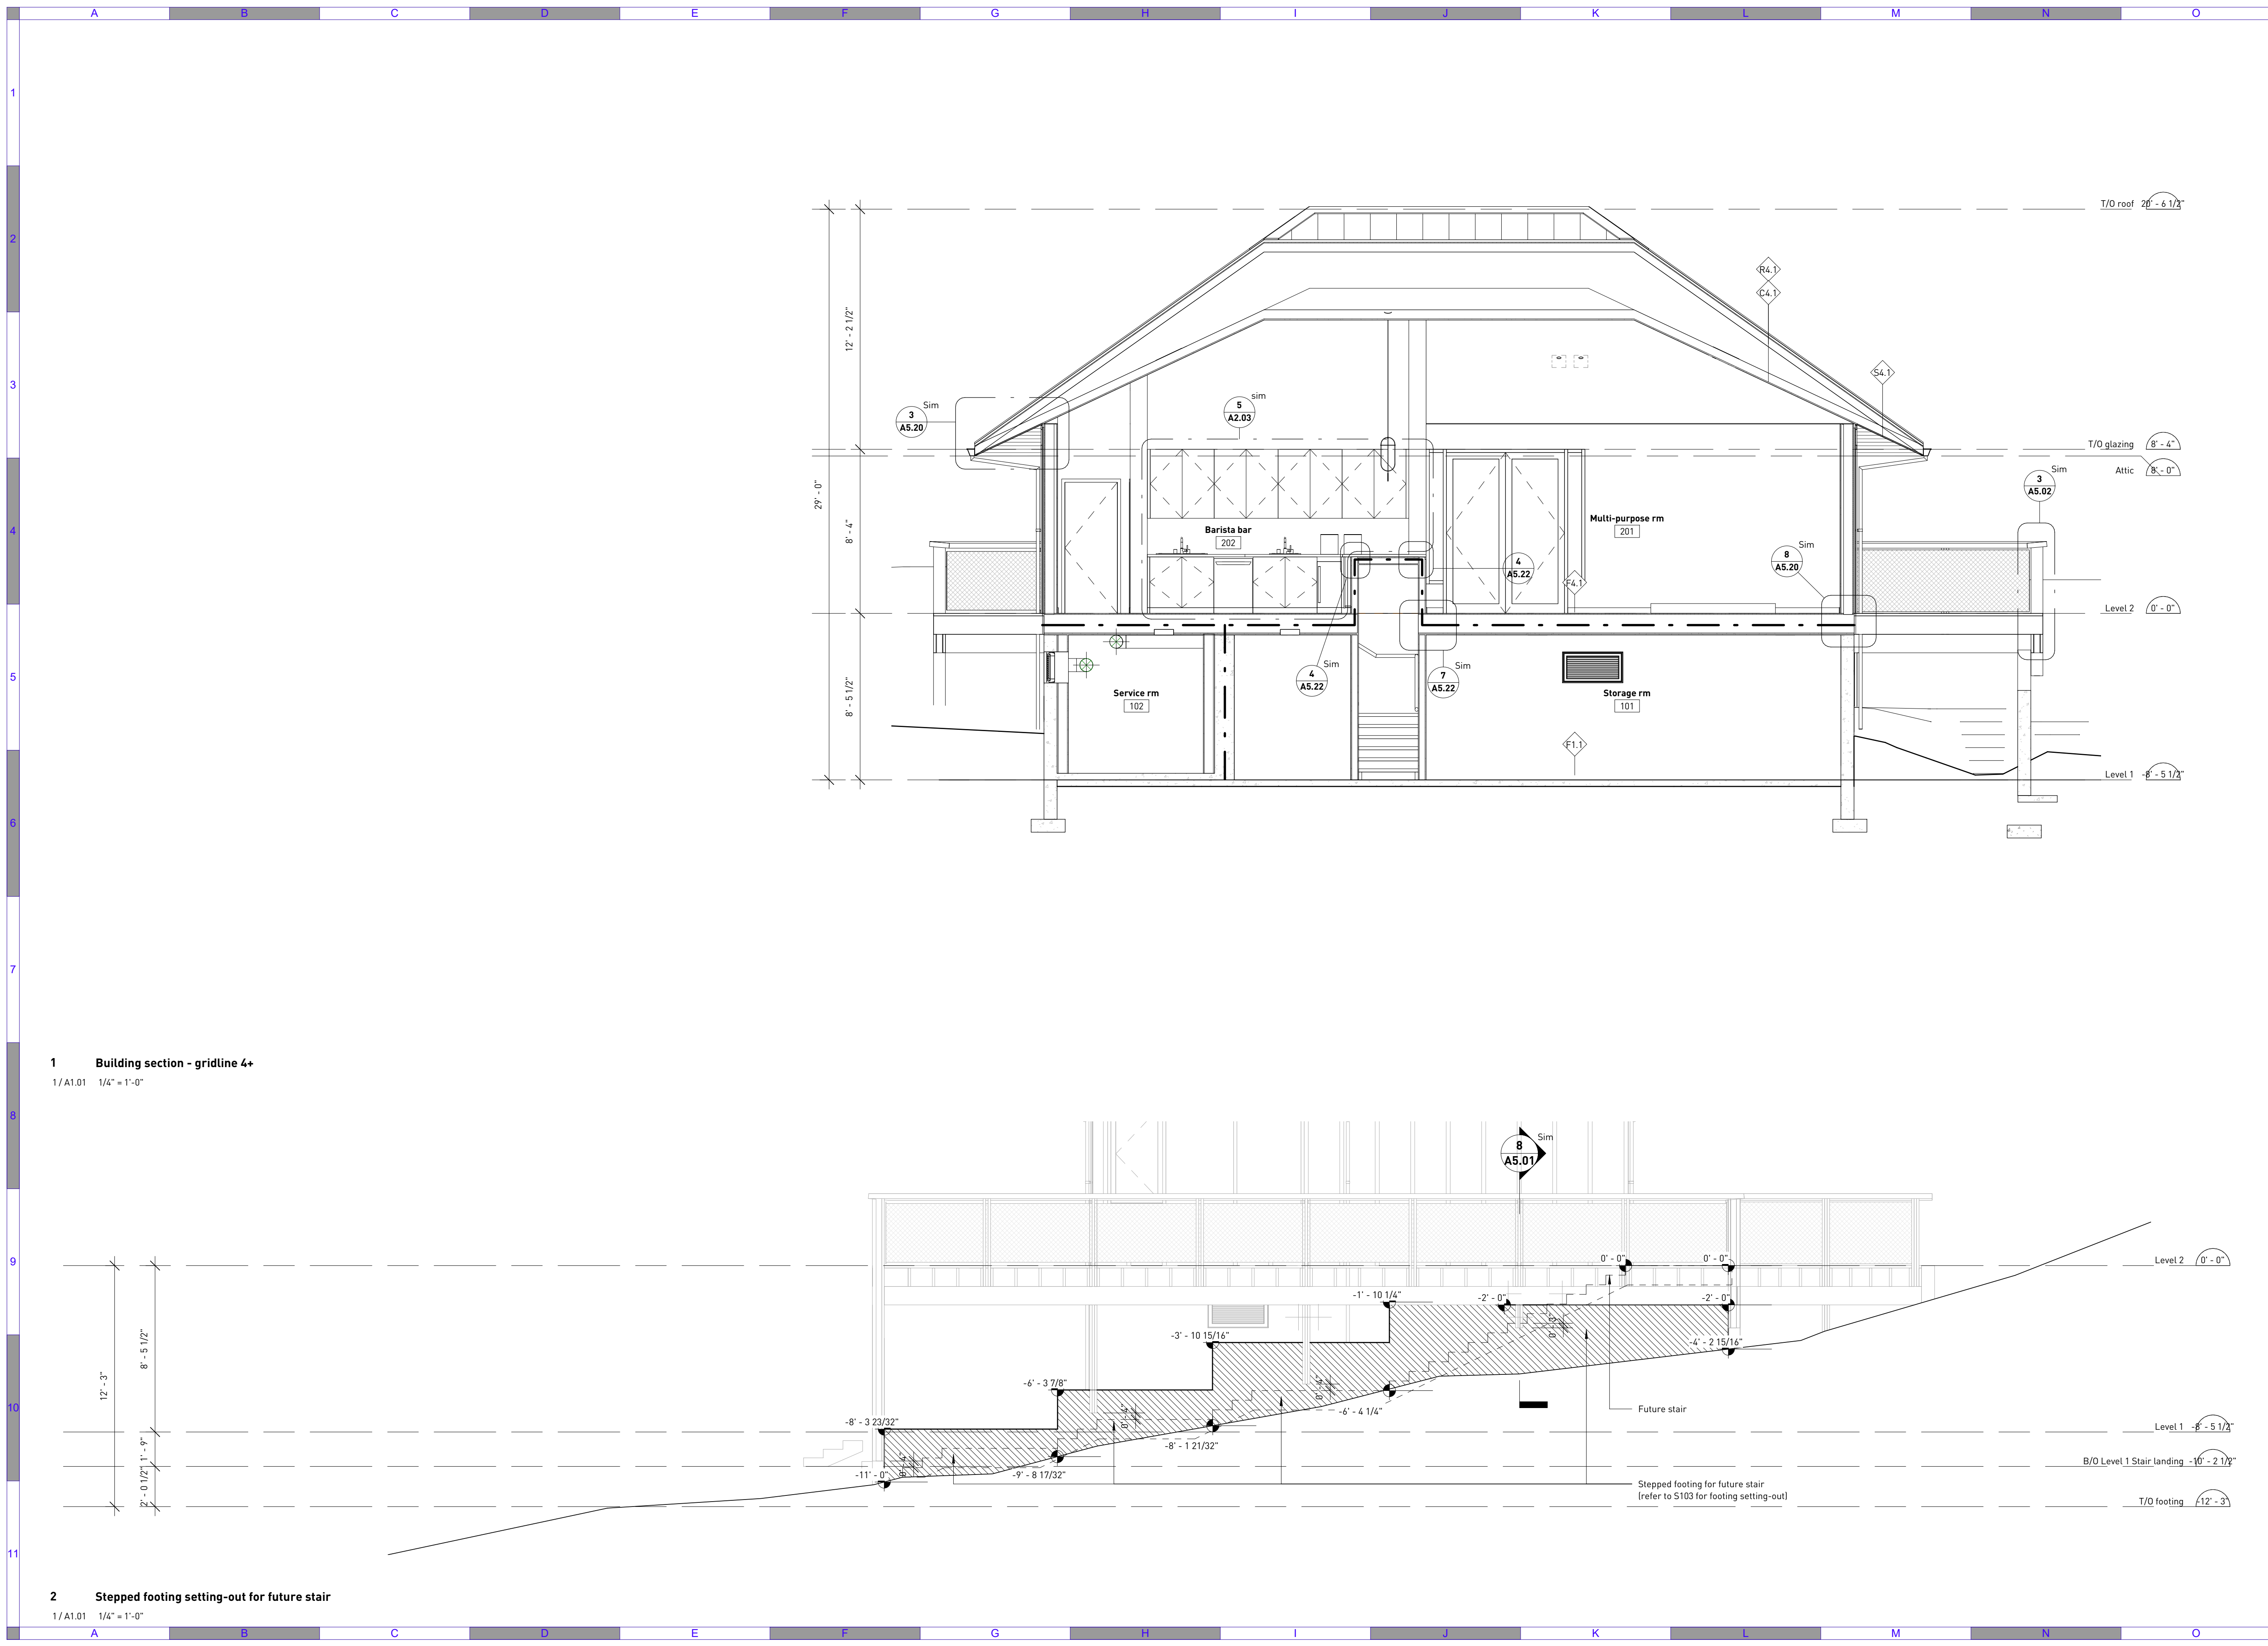 A B C D E F G H I J K L M N O
1
2
3
4
5
6
7
8
9
10
11
T/O roof 20' - 6 1/2"
R4.1
C4.1
12' - 2 1/2"
S4.1
5
A2.03
sim
3
A5.20
Sim
T/O glazing 8' - 4"
Attic 8' - 0"
3
A5.02
Sim
29' - 0"
8' - 4"
Barista bar
202
Multi-purpose rm
201
4
A5.22
F4.1
8
A5.20
Sim
Level 2 0' - 0"
8' - 5 1/2"
Service rm
102
4
A5.22
Sim
7
A5.22
Sim
Storage rm
101
F1.1
Level 1 -8' - 5 1/2"
1 Building section - gridline 4+
1 / A1.01 1/4" = 1'-0"
8
A5.01
Sim
0' - 0"
0' - 0"
Level 2 0' - 0"
-1' - 10 1/4"
-2' - 0"
-2' - 0"
0' - 3"
-3' - 10 15/16"
-4' - 2 15/16"
12' - 3"
8' - 5 1/2"
-6' - 3 7/8"
0' - 4"
0' - 4"
-6' - 4 1/4"
Future stair
-8' - 3 23/32"
Level 1 -8' - 5 1/2"
1' - 9"
-8' - 1 21/32"
0' - 4"
B/O Level 1 Stair landing -10' - 2 1/2"
-11' - 0"
-9' - 8 17/32"
2' - 0 1/2"
Stepped footing for future stair
(refer to S103 for footing setting-out)
T/O footing -12' - 3"
2 Stepped footing setting-out for future stair
1 / A1.01 1/4" = 1'-0"
A B C D E F G H I J K L M N O